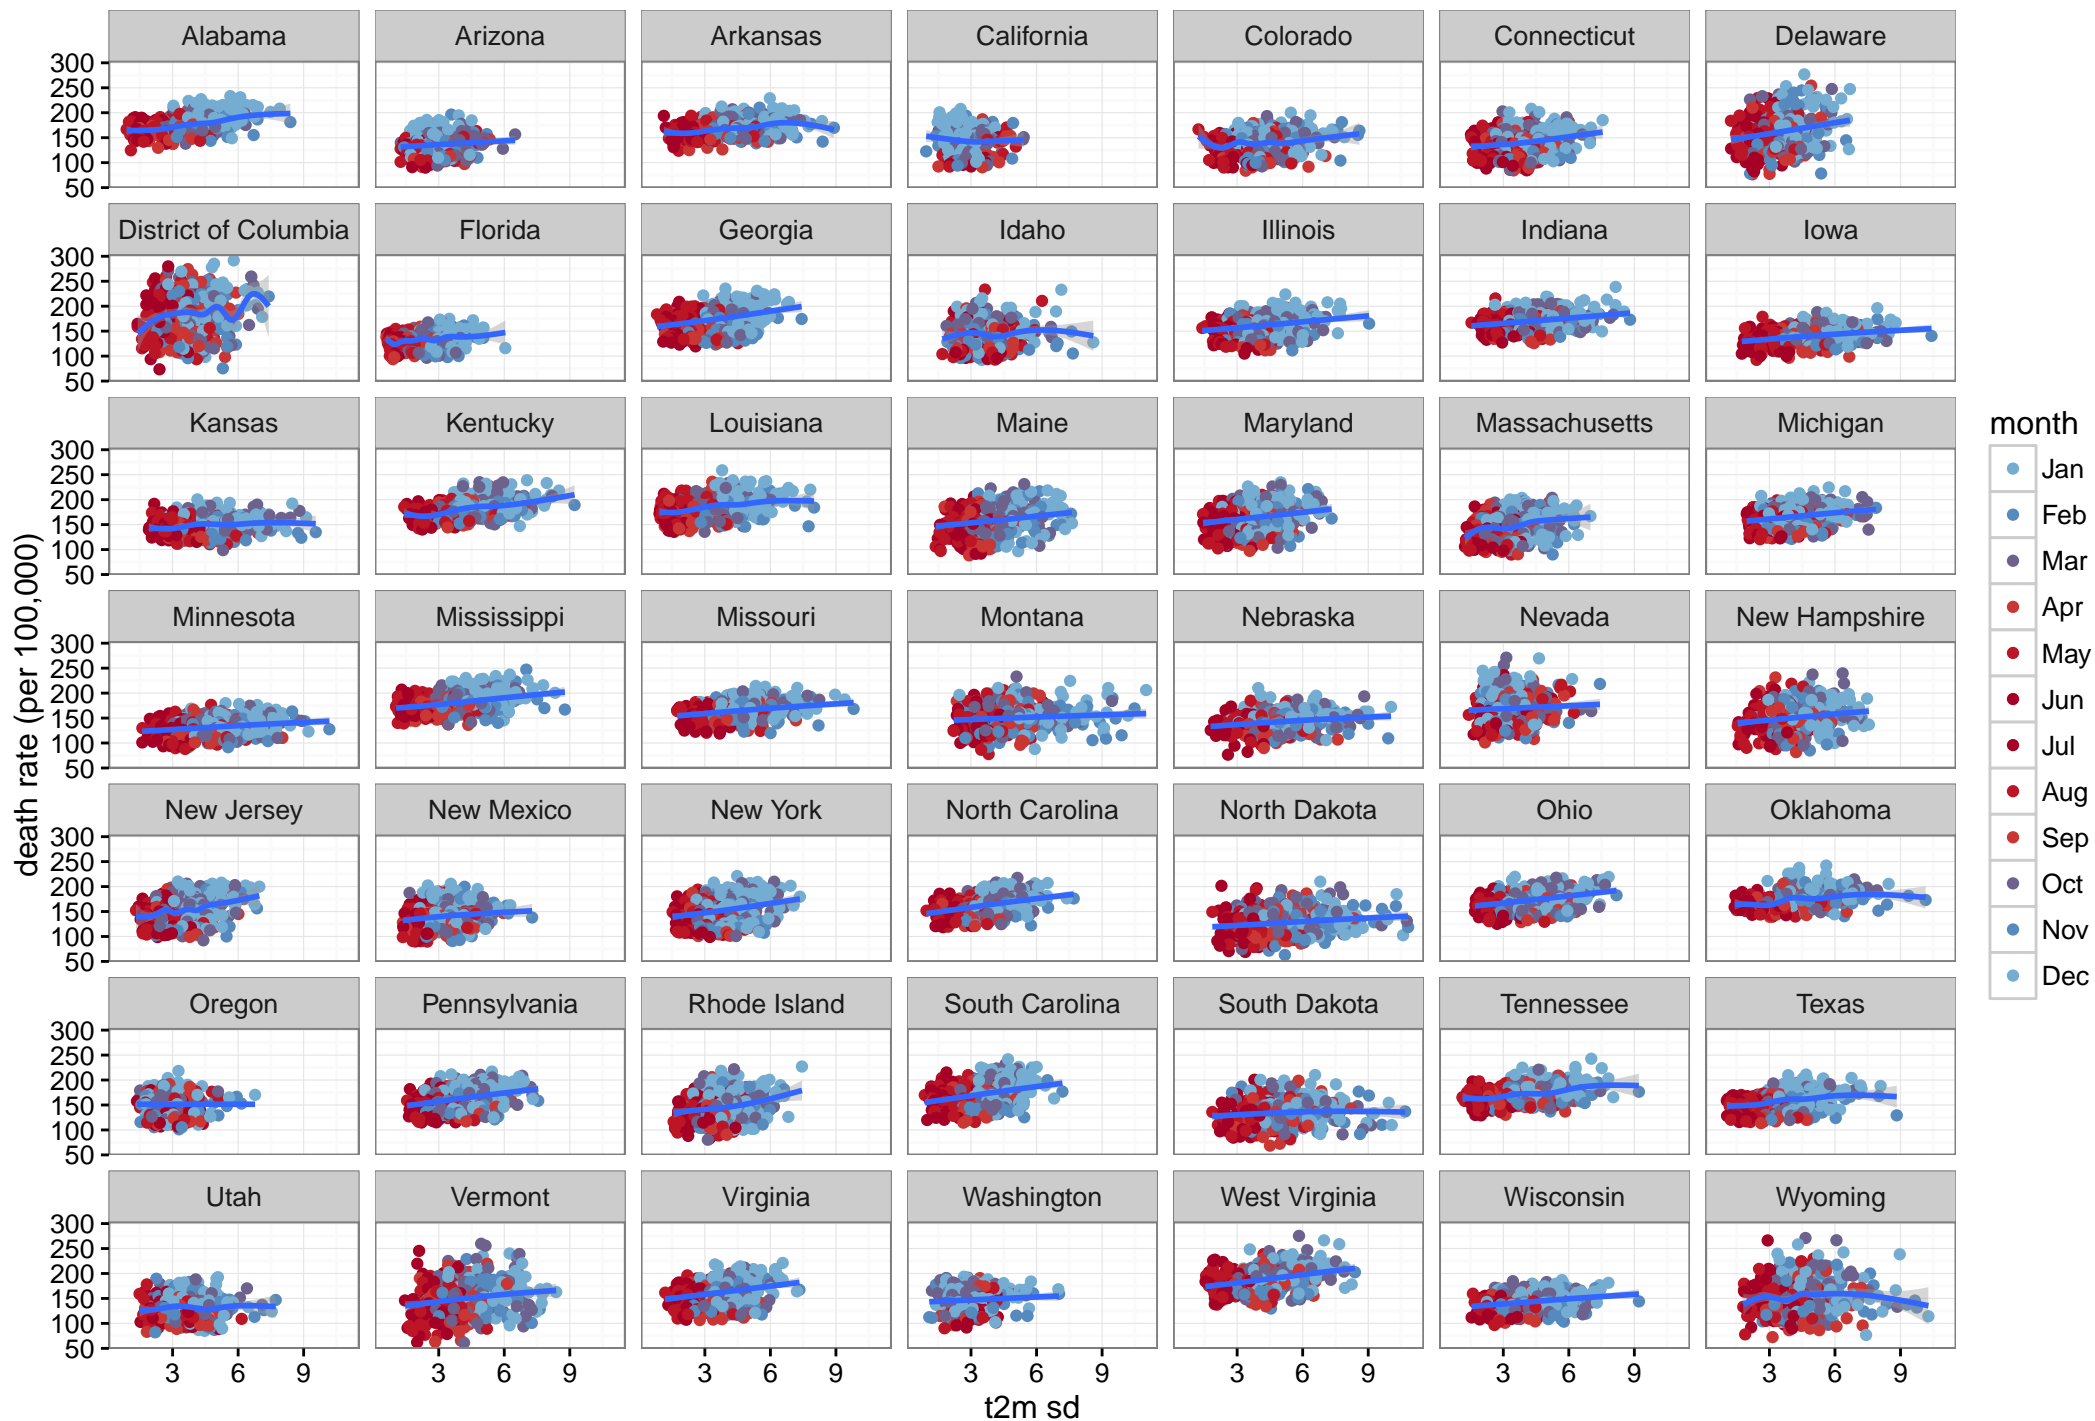 Alabama Arizona Arkansas California Colorado Connecticut Delaware
300
250
200
150
100
50
District of Columbia Florida Georgia Idaho Illinois Indiana Iowa
300
250
200
150
100
50
Kansas Kentucky Louisiana Maine Maryland Massachusetts Michigan
300
250
200
150
100
50
Minnesota Mississippi Missouri Montana Nebraska Nevada New Hampshire
300
250
200
150
100
50
New Jersey New Mexico New York North Carolina North Dakota Ohio Oklahoma
300
250
200
150
100
50
Oregon Pennsylvania Rhode Island South Carolina South Dakota Tennessee Texas
300
250
200
150
100
50
Utah Vermont Virginia Washington West Virginia Wisconsin Wyoming
300
250
200
150
100
50
3 6 9 3 6 9 3 6 9 3 6 9 3 6 9 3 6 9 3 6 9
t2m sd
death rate (per 100,000)
month
Jan
Feb
Mar
Apr
May
Jun
Jul
Aug
Sep
Oct
Nov
Dec